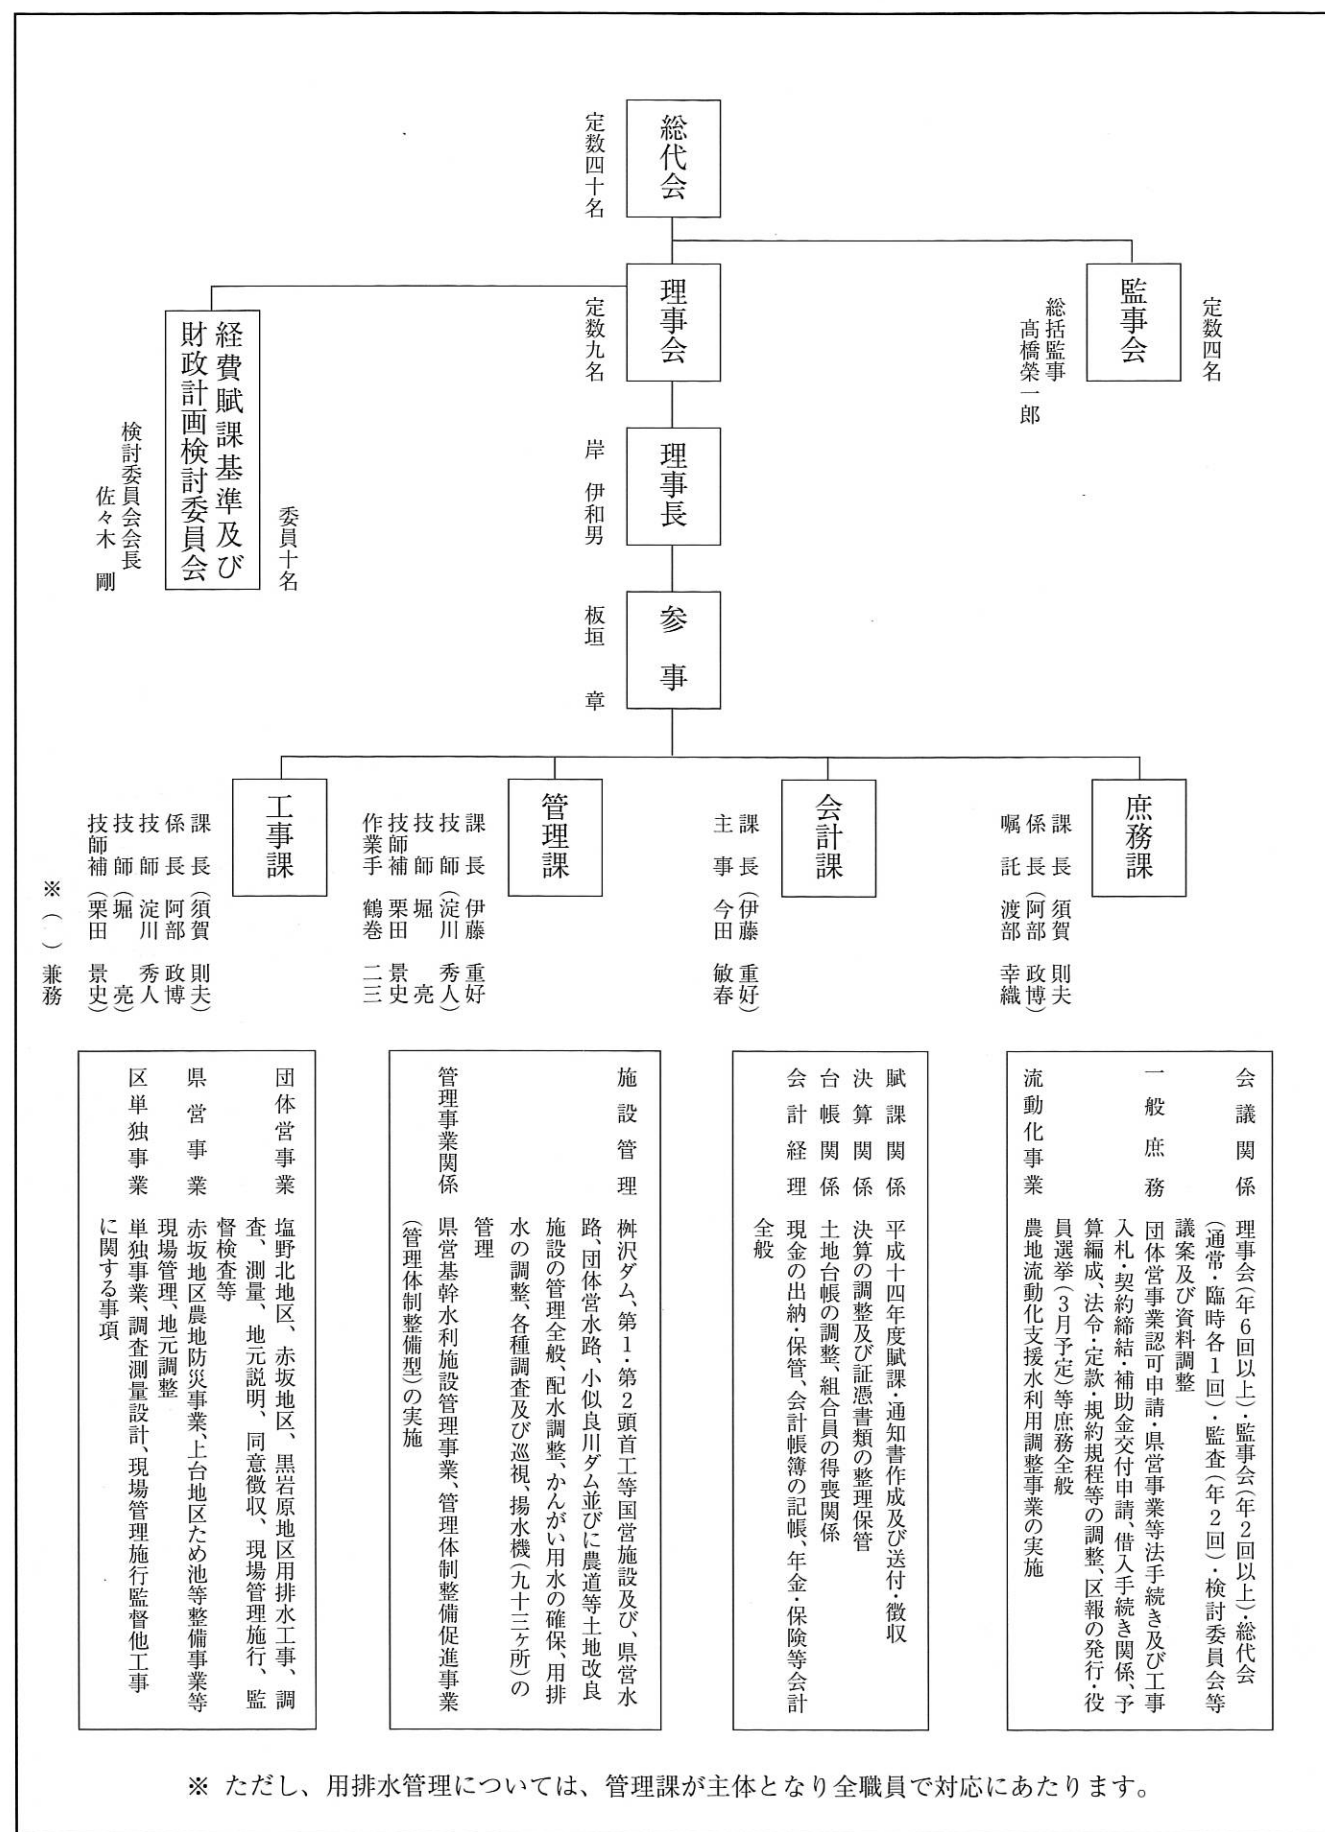 総代会
定数四十名
監事会
定数四名
総括監事
髙橋榮一郎
理事会
定数九名
経費賦課基準及び
財政計画検討委員会
委員十名
検討委員会会長
佐々木　剛
理事長
岸　伊和男
参事
板垣　章
庶務課
課長　須賀　則夫
係長（阿部　政博）
嘱託　渡部　幸織
会計課
課長（伊藤　重好）
主事　今田　敏春
管理課
課長　伊藤　重好
技師（淀川　秀人）
技師　堀　亮
技師補　栗田　景史
作業手　鶴巻　二三
工事課
課長（須賀　則夫）
係長　阿部　政博
技師　淀川　秀人
技師（堀　亮）
技師補（栗田　景史）
※（　）兼務
会議関係　理事会（年６回以上）・監事会（年２回以上）・総代会
（通常・臨時各１回）・監査（年２回）・検討委員会等
議案及び資料調整
一般庶務　団体営事業認可申請・県営事業等法手続き及び工事
入札・契約締結・補助金交付申請、借入手続き関係、予
算編成、法令・定款・規約規程等の調整、区報の発行・役
員選挙（３月予定）等庶務全般
流動化事業　農地流動化支援水利用調整事業の実施
賦課関係　平成十四年度賦課・通知書作成及び送付・徴収
決算関係　決算の調整及び証憑書類の整理保管
台帳関係　土地台帳の調整、組合員の得喪関係
会計経理　現金の出納・保管、会計帳簿の記帳、年金・保険等会計
全般
施設管理　桝沢ダム、第１・第２頭首工等国営施設及び、県営水
路、団体営水路、小似良川ダム並びに農道等土地改良
施設の管理全般、配水調整、かんがい用水の確保、用排
水の調整、各種調査及び巡視、揚水機（九十三ヶ所）の
管理
管理事業関係　県営基幹水利施設管理事業、管理体制整備促進事業
（管理体制整備型）の実施
団体営事業　塩野北地区、赤坂地区、黒岩原地区用排水工事、調
査、測量、地元説明、同意徴収、現場管理施行、監
督検査等
県営事業　赤坂地区農地防災事業、上台地区ため池等整備事業等
現場管理、地元調整
区単独事業　単独事業、調査測量設計、現場管理施行監督他工事
に関する事項
※ ただし、用排水管理については、管理課が主体となり全職員で対応にあたります。